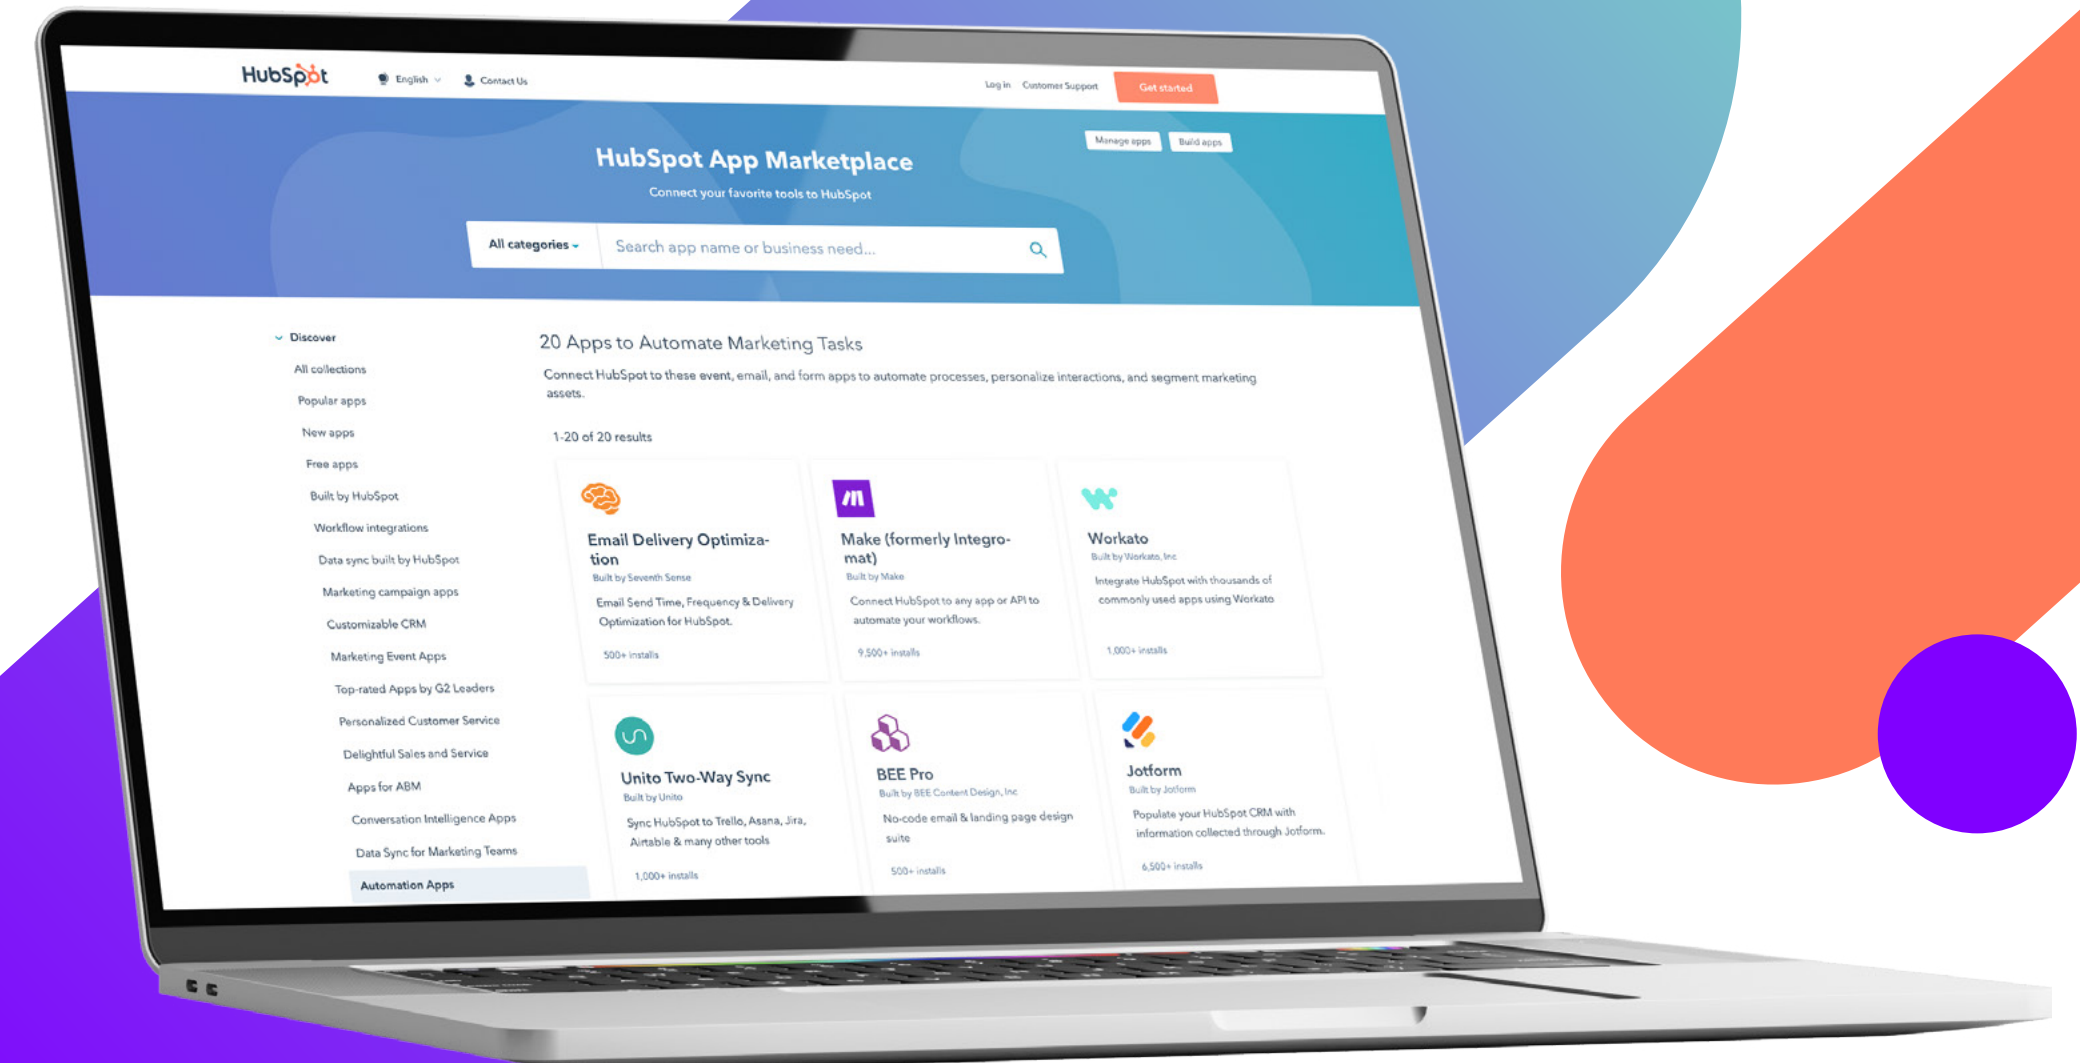 HubSpot
English
Contact Us
Log in
Customer Support
Get started
Manage apps
Build apps
HubSpot App Marketplace
Connect your favorite tools to HubSpot
All categories
Search app name or business need...
Discover
All collections
Popular apps
New apps
Free apps
Built by HubSpot
Workflow integrations
Data sync built by HubSpot
Marketing campaign apps
Customizable CRM
Marketing Event Apps
Top-rated Apps by G2 Leaders
Personalized Customer Service
Delightful Sales and Service
Apps for ABM
Conversation Intelligence Apps
Data Sync for Marketing Teams
Automation Apps
20 Apps to Automate Marketing Tasks
Connect HubSpot to these event, email, and form apps to automate processes, personalize interactions, and segment marketing
assets.
1-20 of 20 results
Email Delivery Optimiza-
tion
Built by Seventh Sense
Email Send Time, Frequency & Delivery
Optimization for HubSpot.
500+ installs
Make (formerly Integro-
mat)
Built by Make
Connect HubSpot to any app or API to
automate your workflows.
9,500+ installs
Workato
Built by Workato, Inc
Integrate HubSpot with thousands of
commonly used apps using Workato
1,000+ installs
Unito Two-Way Sync
Built by Unito
Sync HubSpot to Trello, Asana, Jira,
Airtable & many other tools
1,000+ installs
BEE Pro
Built by BEE Content Design, Inc
No-code email & landing page design
suite
500+ installs
Jotform
Built by Jotform
Populate your HubSpot CRM with
information collected through Jotform.
6,500+ installs